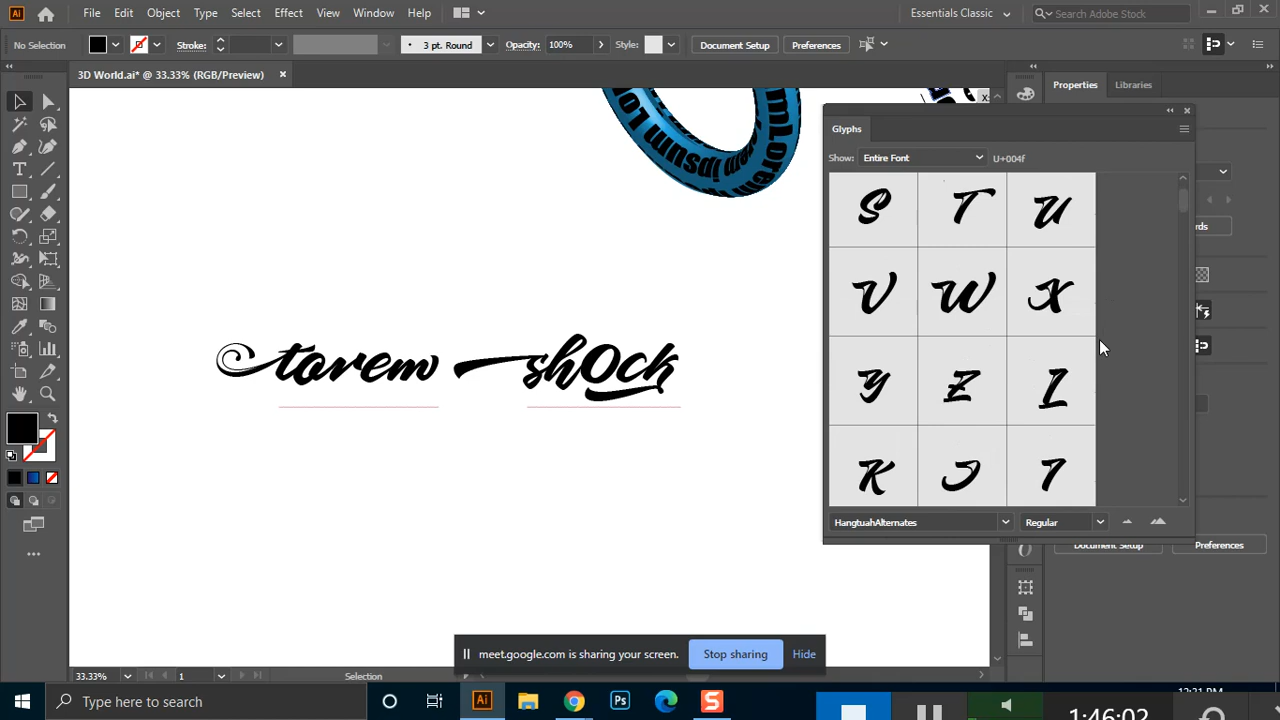 File Edit Object Type Select Effect View Window Help Essentials Classic Search Adobe Stock
No Selection Stroke: 3 pt. Round Opacity: 100% Style: Document Setup Preferences
3D World.ai* @ 33.33% (RGB/Preview) Properties Libraries
Glyphs
Show: Entire Font U+004f
S T U
V W X
Y Z I
K J T
HangtuahAlternates Regular
Document Setup Preferences
torem shOck
meet.google.com is sharing your screen. Stop sharing Hide
33.33% 1 Selection
Type here to search
1:46:02